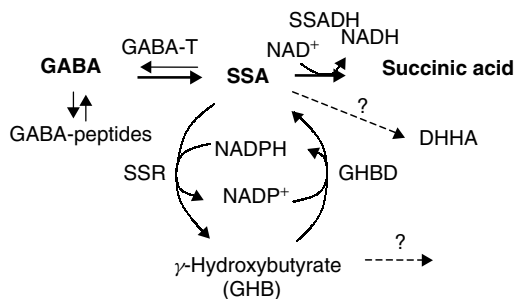 SSADH
GABA-T
NAD⁺
NADH
GABA
SSA
Succinic acid
?
GABA-peptides
DHHA
NADPH
SSR
GHBD
NADP⁺
?
γ-Hydroxybutyrate
(GHB)